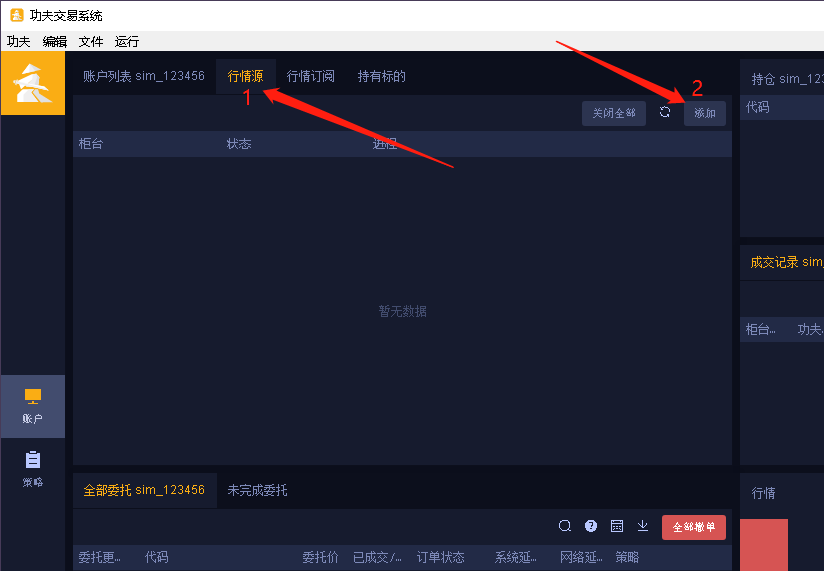 功夫交易系统
功夫 编辑 文件 运行
账户列表 sim_123456 行情源 行情订阅 持有标的
持仓 sim_123
1
2
关闭全部 添加
代码
柜台 状态 进程
暂无数据
成交记录 sim_
柜台... 功夫
账户
策略
全部委托 sim_123456 未完成委托
行情
全部撤单
委托更... 代码 委托价 已成交/... 订单状态 系统延... 网络延... 策略